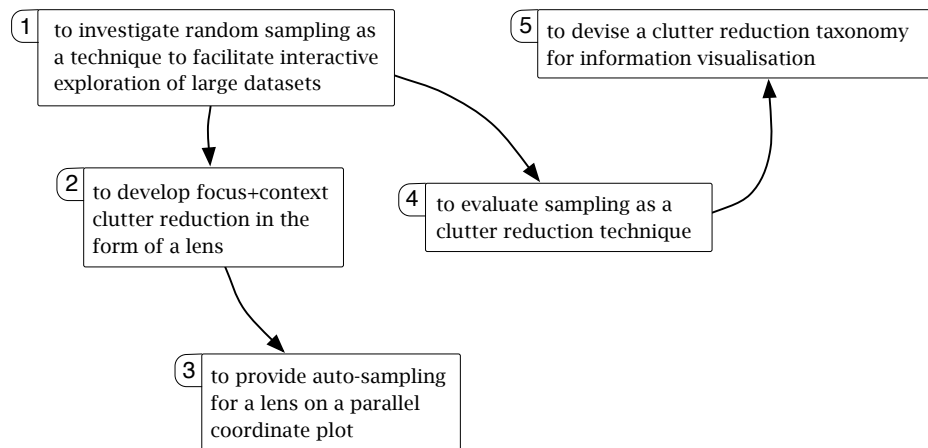 1
to investigate random sampling as
a technique to facilitate interactive
exploration of large datasets
2
to develop focus+context
clutter reduction in the
form of a lens
3
to provide auto-sampling
for a lens on a parallel
coordinate plot
4
to evaluate sampling as a
clutter reduction technique
5
to devise a clutter reduction taxonomy
for information visualisation